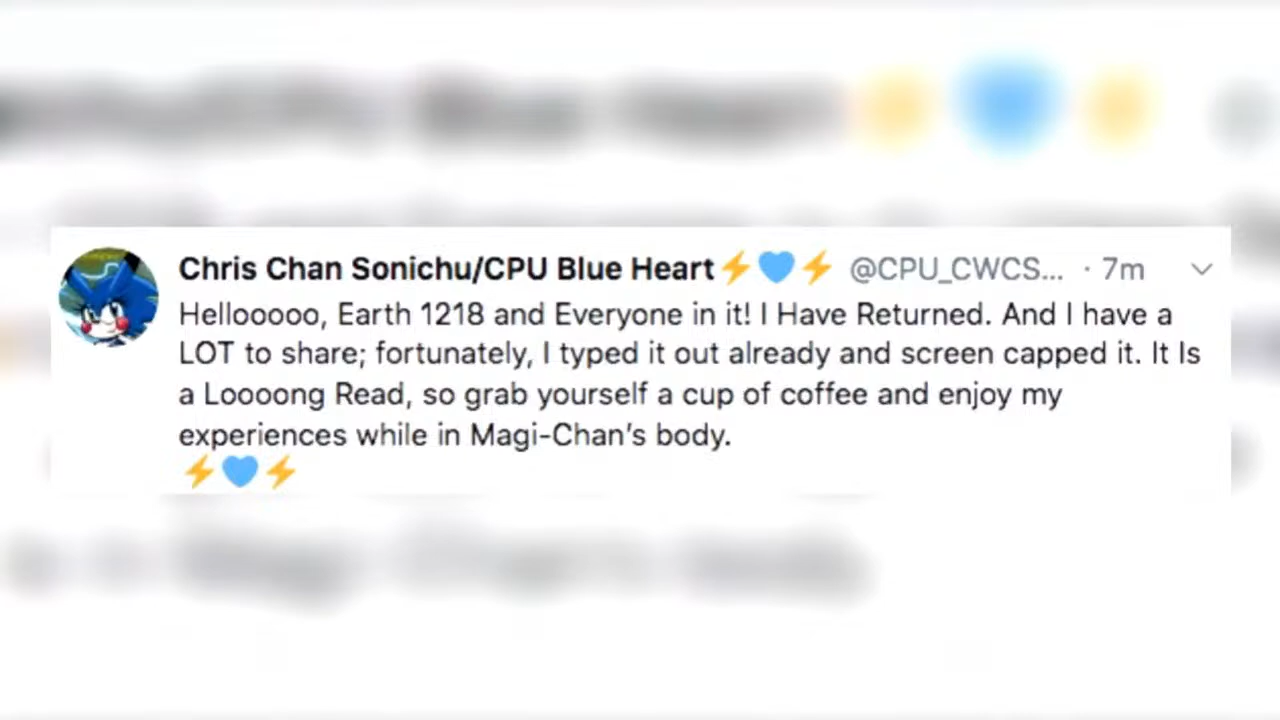 Chris Chan Sonichu/CPU Blue Heart⚡💙⚡ @CPU_CWCS... · 7m
Hellooooo, Earth 1218 and Everyone in it! I Have Returned. And I have a
LOT to share; fortunately, I typed it out already and screen capped it. It Is
a Loooong Read, so grab yourself a cup of coffee and enjoy my
experiences while in Magi-Chan’s body.
⚡💙⚡